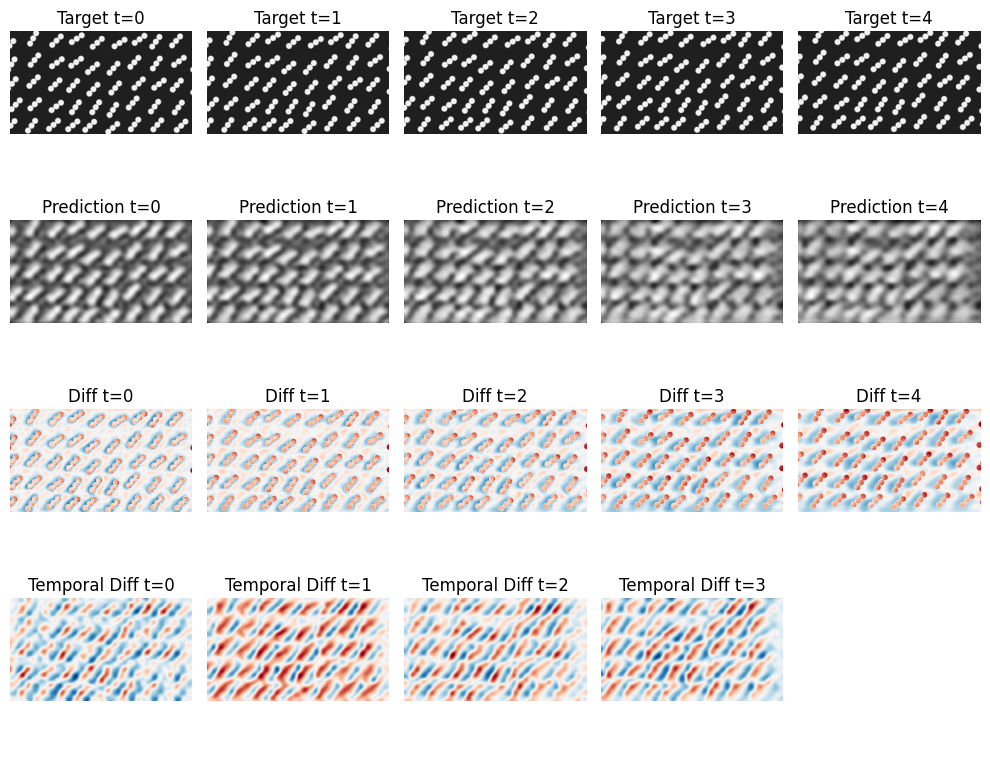 Target t=0 Target t=1 Target t=2 Target t=3 Target t=4
Prediction t=0 Prediction t=1 Prediction t=2 Prediction t=3 Prediction t=4
Diff t=0 Diff t=1 Diff t=2 Diff t=3 Diff t=4
Temporal Diff t=0 Temporal Diff t=1 Temporal Diff t=2 Temporal Diff t=3